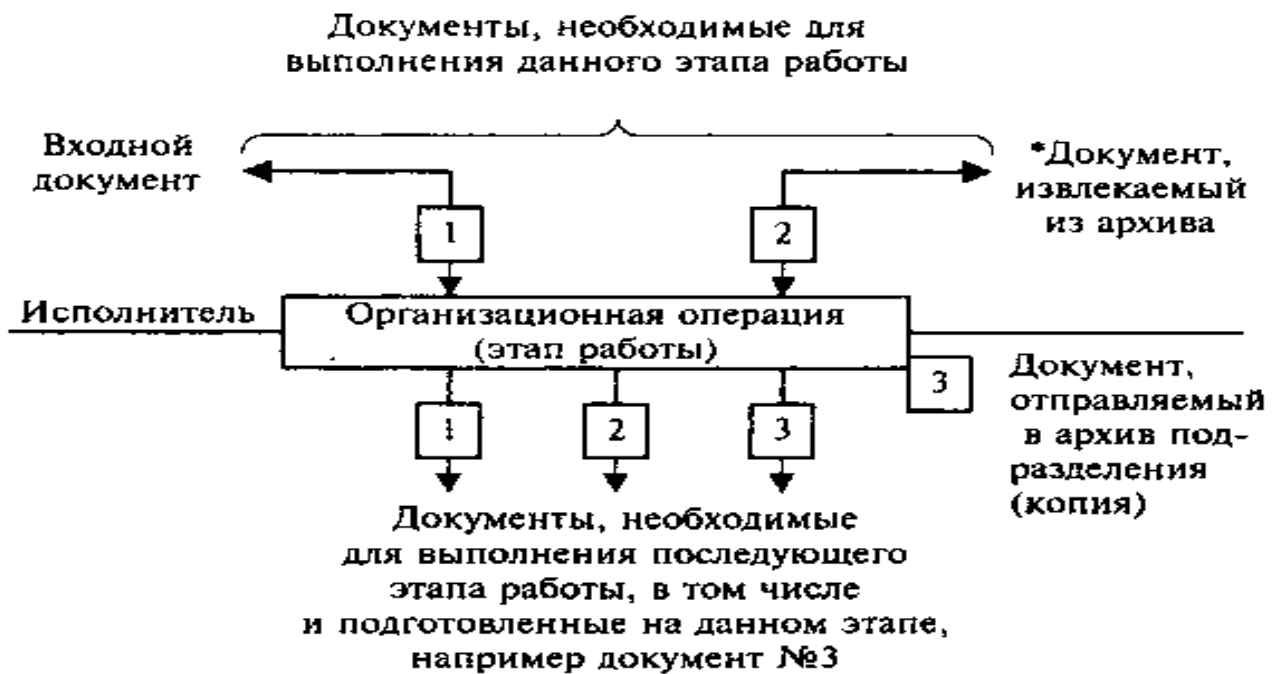 Документы, необходимые для
выполнения данного этапа работы
Входной
документ
*Документ,
извлекаемый
из архива
1
2
Исполнитель
Организационная операция
(этап работы)
3
Документ,
отправляемый
в архив под-
разделения
(копия)
1
2
3
Документы, необходимые
для выполнения последующего
этапа работы, в том числе
и подготовленные на данном этапе,
например документ №3